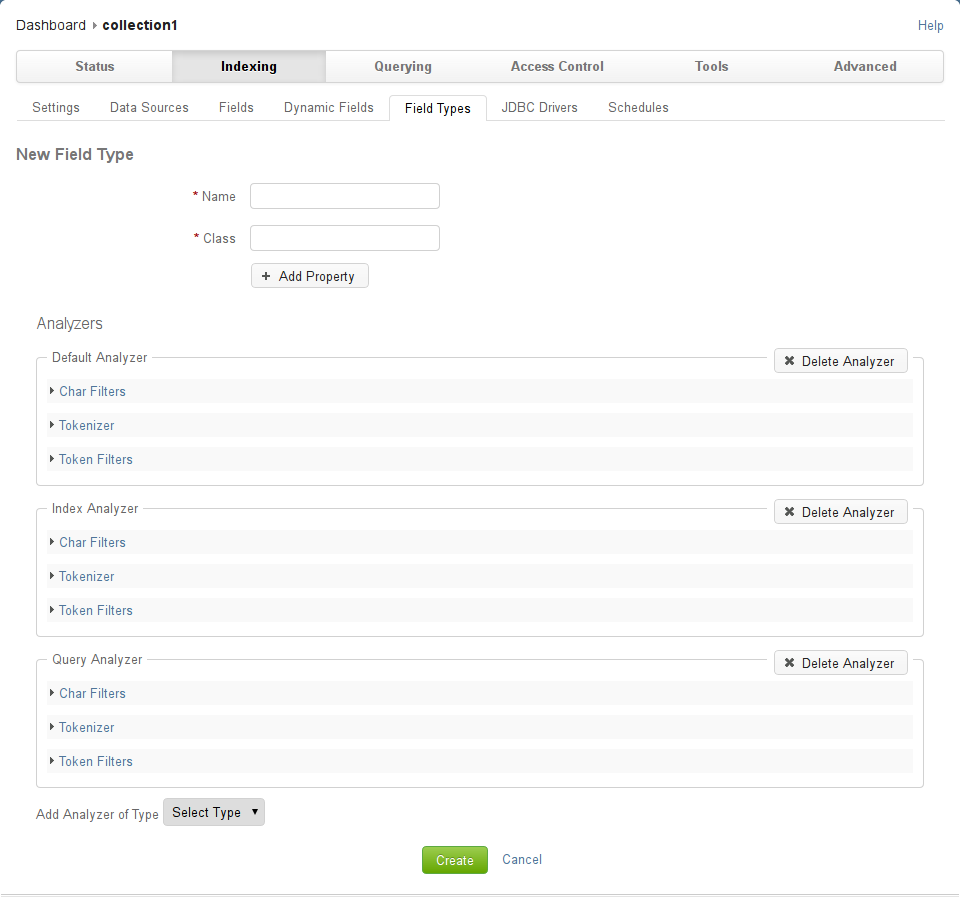 Dashboard collection1 Help
Status Indexing Querying Access Control Tools Advanced
Settings Data Sources Fields Dynamic Fields Field Types JDBC Drivers Schedules
New Field Type
* Name
* Class
+ Add Property
Analyzers
Default Analyzer ✖ Delete Analyzer
Char Filters
Tokenizer
Token Filters
Index Analyzer ✖ Delete Analyzer
Char Filters
Tokenizer
Token Filters
Query Analyzer ✖ Delete Analyzer
Char Filters
Tokenizer
Token Filters
Add Analyzer of Type Select Type
Create Cancel